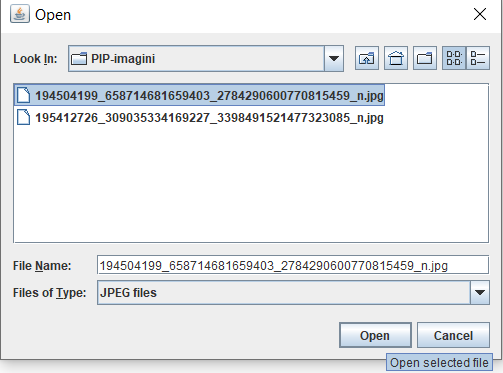 Open
Look In: PIP-imagini
194504199_658714681659403_2784290600770815459_n.jpg
195412726_309035334169227_3398491521477323085_n.jpg
File Name: 194504199_658714681659403_2784290600770815459_n.jpg
Files of Type: JPEG files
Open Cancel
Open selected file